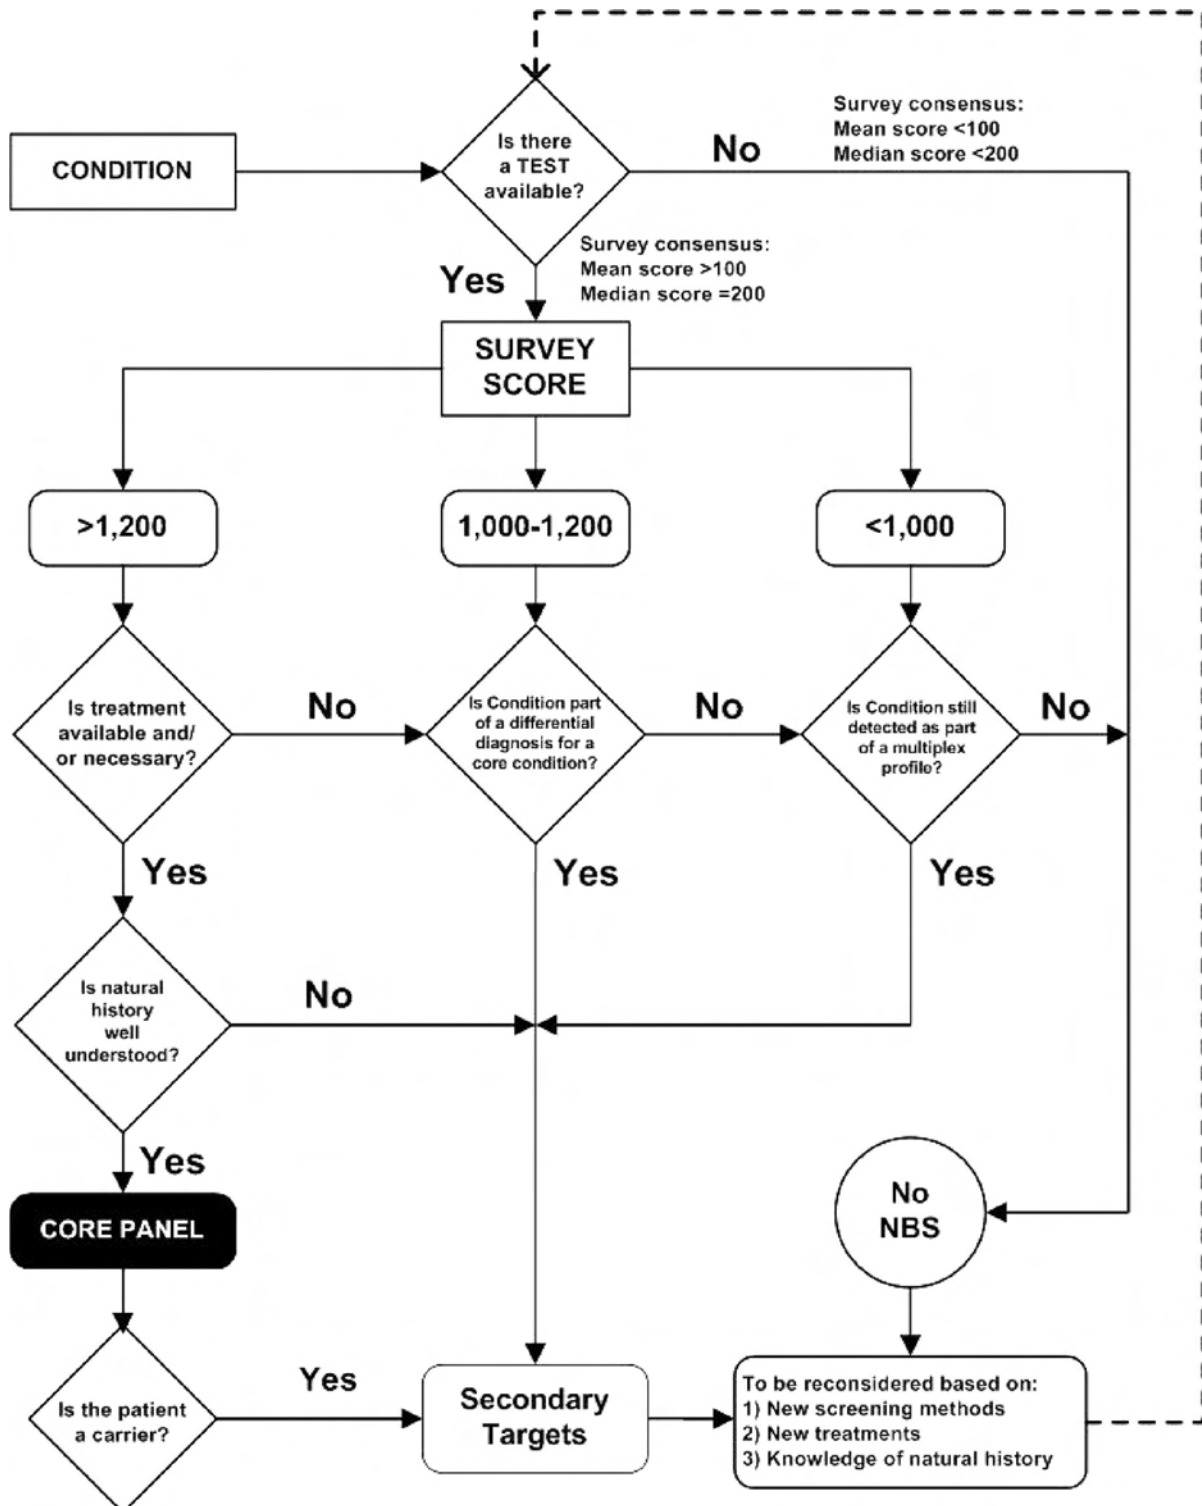 Survey consensus:
Mean score <100
Median score <200
CONDITION
Is there
a TEST
available?
No
Survey consensus:
Mean score >100
Median score =200
Yes
SURVEY
SCORE
>1,200
1,000-1,200
<1,000
Is treatment
available and/
or necessary?
No
Is Condition part
of a differential
diagnosis for a
core condition?
No
Is Condition still
detected as part
of a multiplex
profile?
No
Yes
Yes
Yes
Is natural
history
well
understood?
No
Yes
CORE PANEL
No
NBS
Is the patient
a carrier?
Yes
Secondary
Targets
To be reconsidered based on:
1) New screening methods
2) New treatments
3) Knowledge of natural history